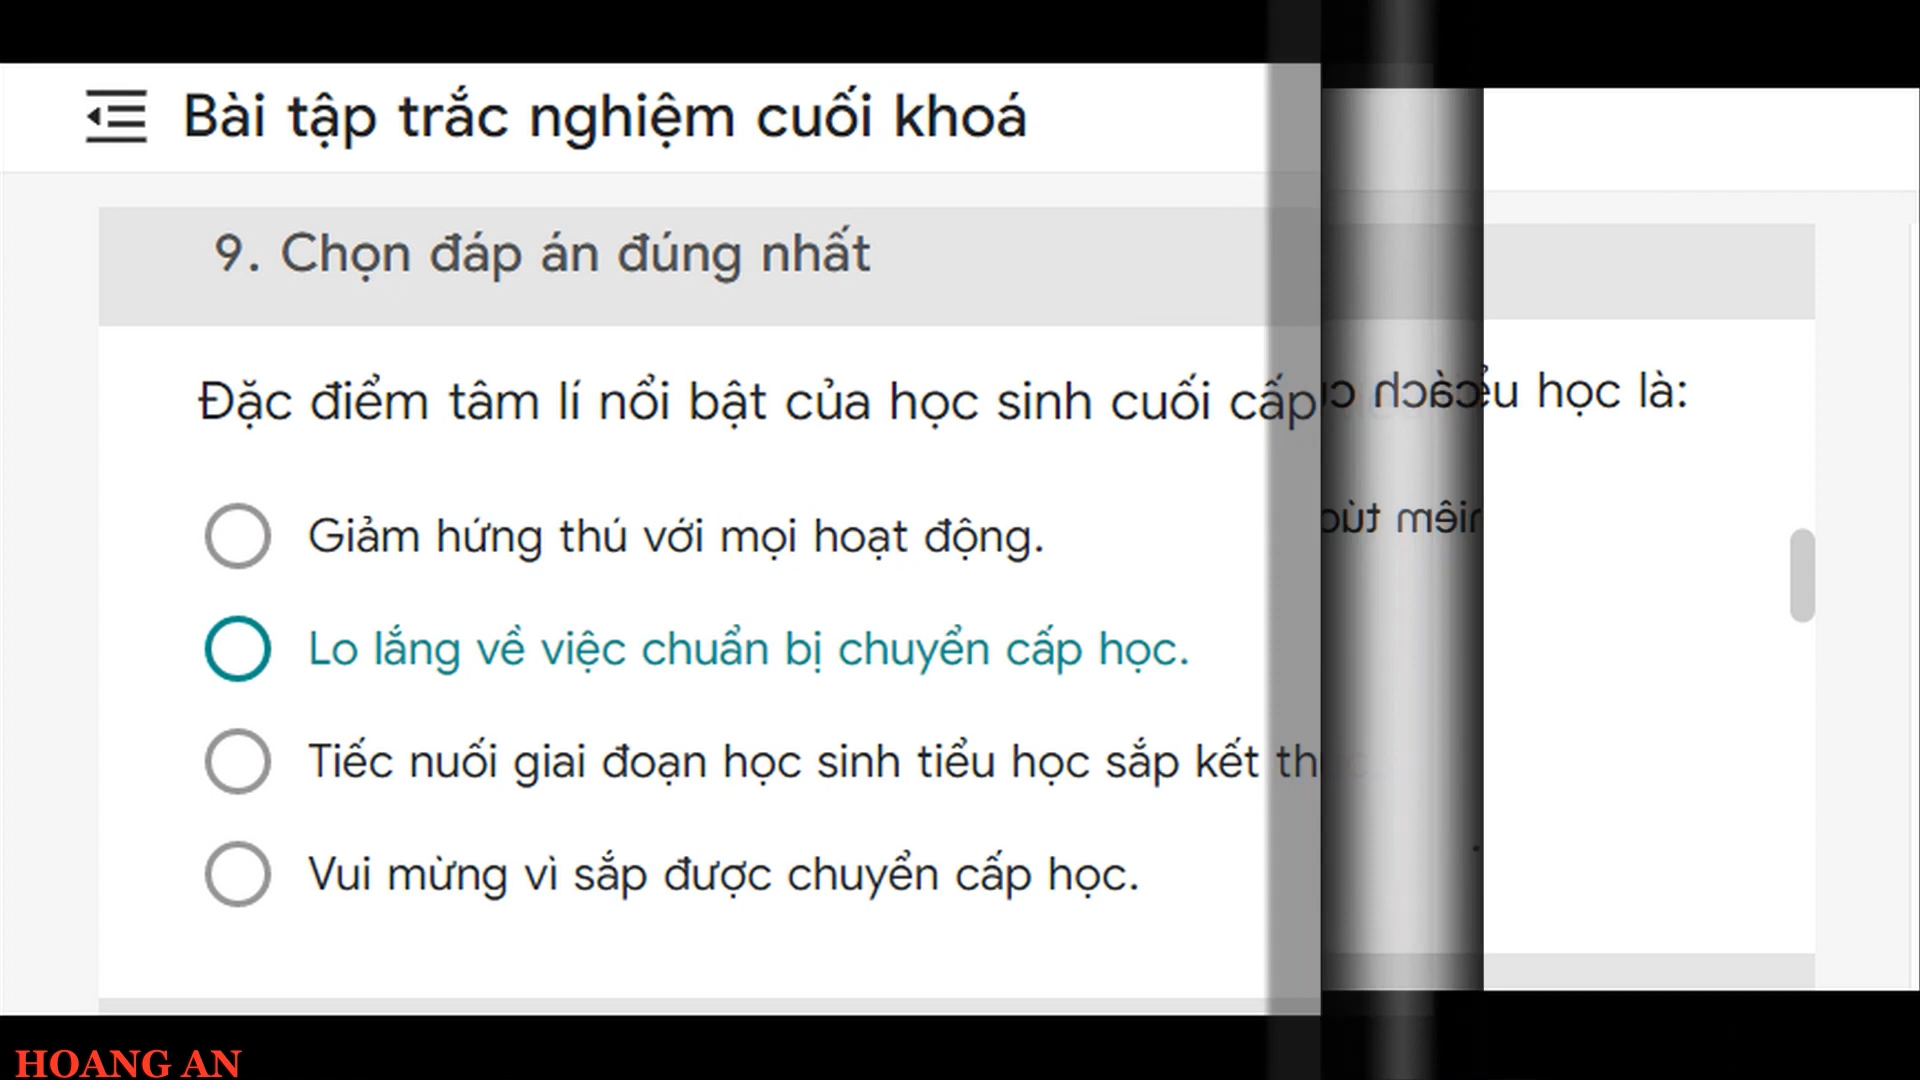 Bài tập trắc nghiệm cuối khoá
9. Chọn đáp án đúng nhất
Đặc điểm tâm lí nổi bật của học sinh cuối cấp học là:
Giảm hứng thú với mọi hoạt động.
Lo lắng về việc chuẩn bị chuyển cấp học.
Tiếc nuối giai đoạn học sinh tiểu học sắp kết
Vui mừng vì sắp được chuyển cấp học.
HOANG AN